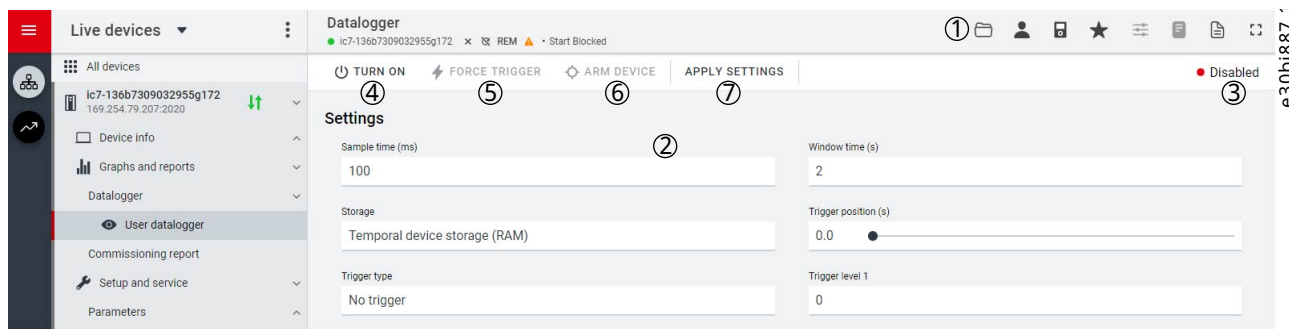 Live devices
Datalogger
ic7-136b7309032955g172 REM • Start Blocked
①
All devices
ic7-136b7309032955g172
169.254.79.207:2020
Device info
Graphs and reports
Datalogger
User datalogger
Commissioning report
Setup and service
Parameters
TURN ON FORCE TRIGGER ARM DEVICE APPLY SETTINGS Disabled
④ ⑤ ⑥ ⑦ ③
Settings
②
Sample time (ms) Window time (s)
100 2
Storage Trigger position (s)
Temporal device storage (RAM) 0.0
Trigger type Trigger level 1
No trigger 0